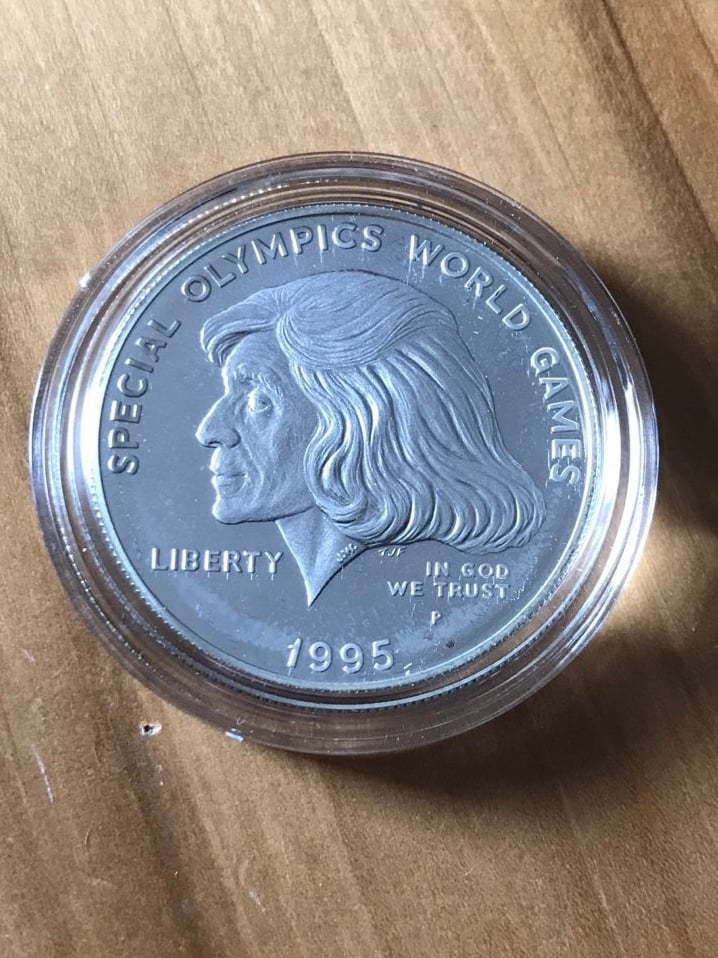 SPECIAL OLYMPICS WORLD GAMES
LIBERTY
IN GOD
WE TRUST
P
1995